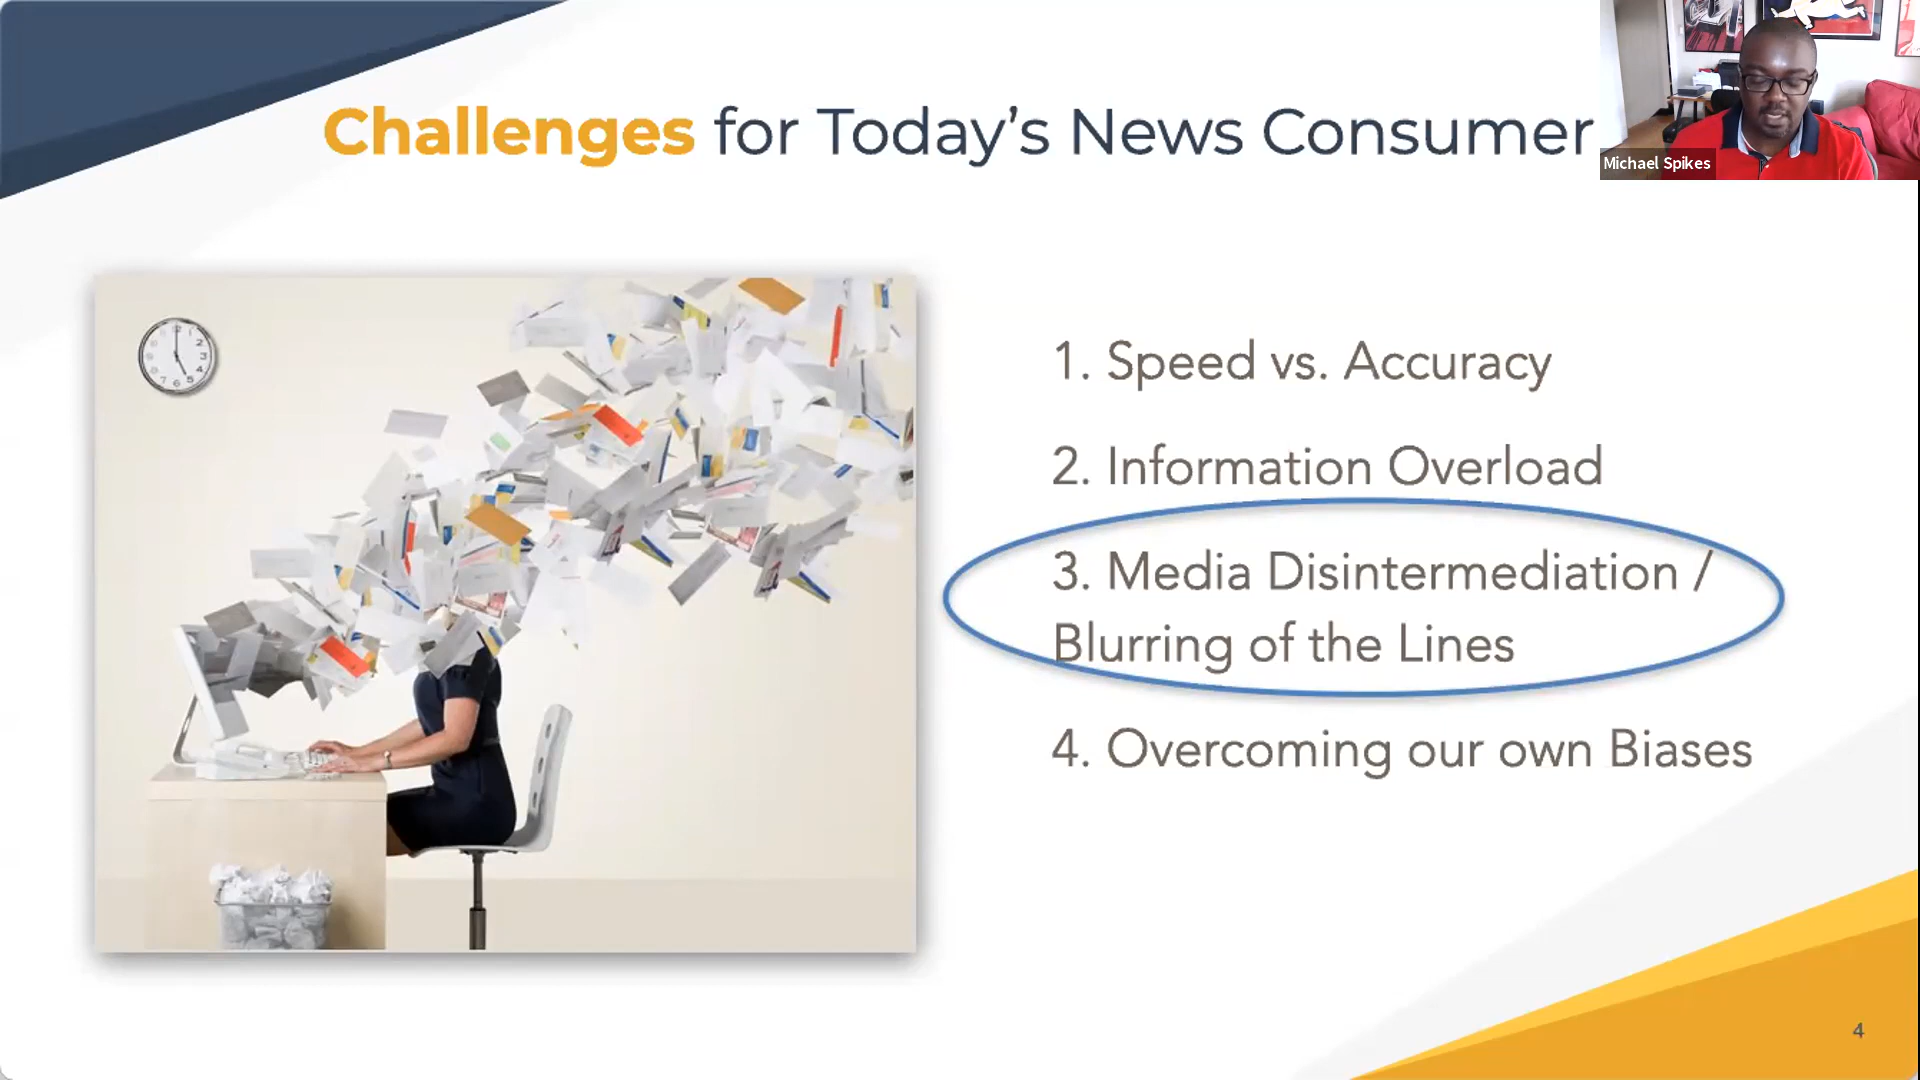 Challenges for Today's News Consumer
Michael Spikes
1. Speed vs. Accuracy
2. Information Overload
3. Media Disintermediation /
Blurring of the Lines
4. Overcoming our own Biases
4